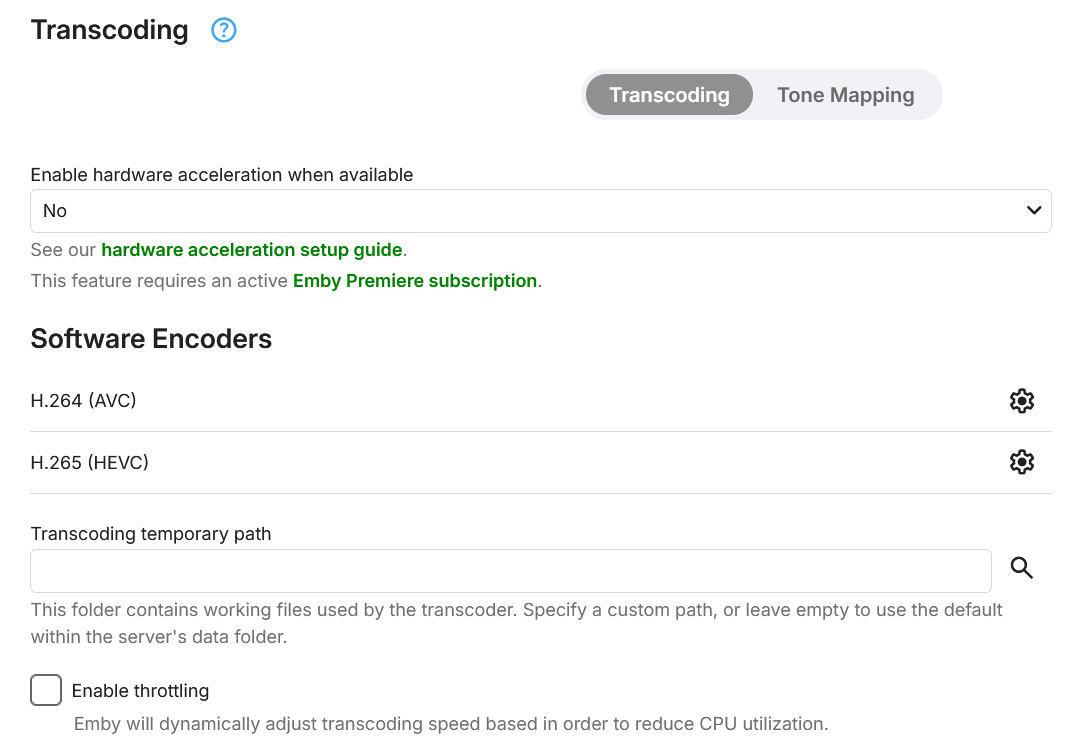 Transcoding
Transcoding
Tone Mapping
Enable hardware acceleration when available
No
See our hardware acceleration setup guide.
This feature requires an active Emby Premiere subscription.
Software Encoders
H.264 (AVC)
H.265 (HEVC)
Transcoding temporary path
This folder contains working files used by the transcoder. Specify a custom path, or leave empty to use the default
within the server's data folder.
Enable throttling
Emby will dynamically adjust transcoding speed based in order to reduce CPU utilization.